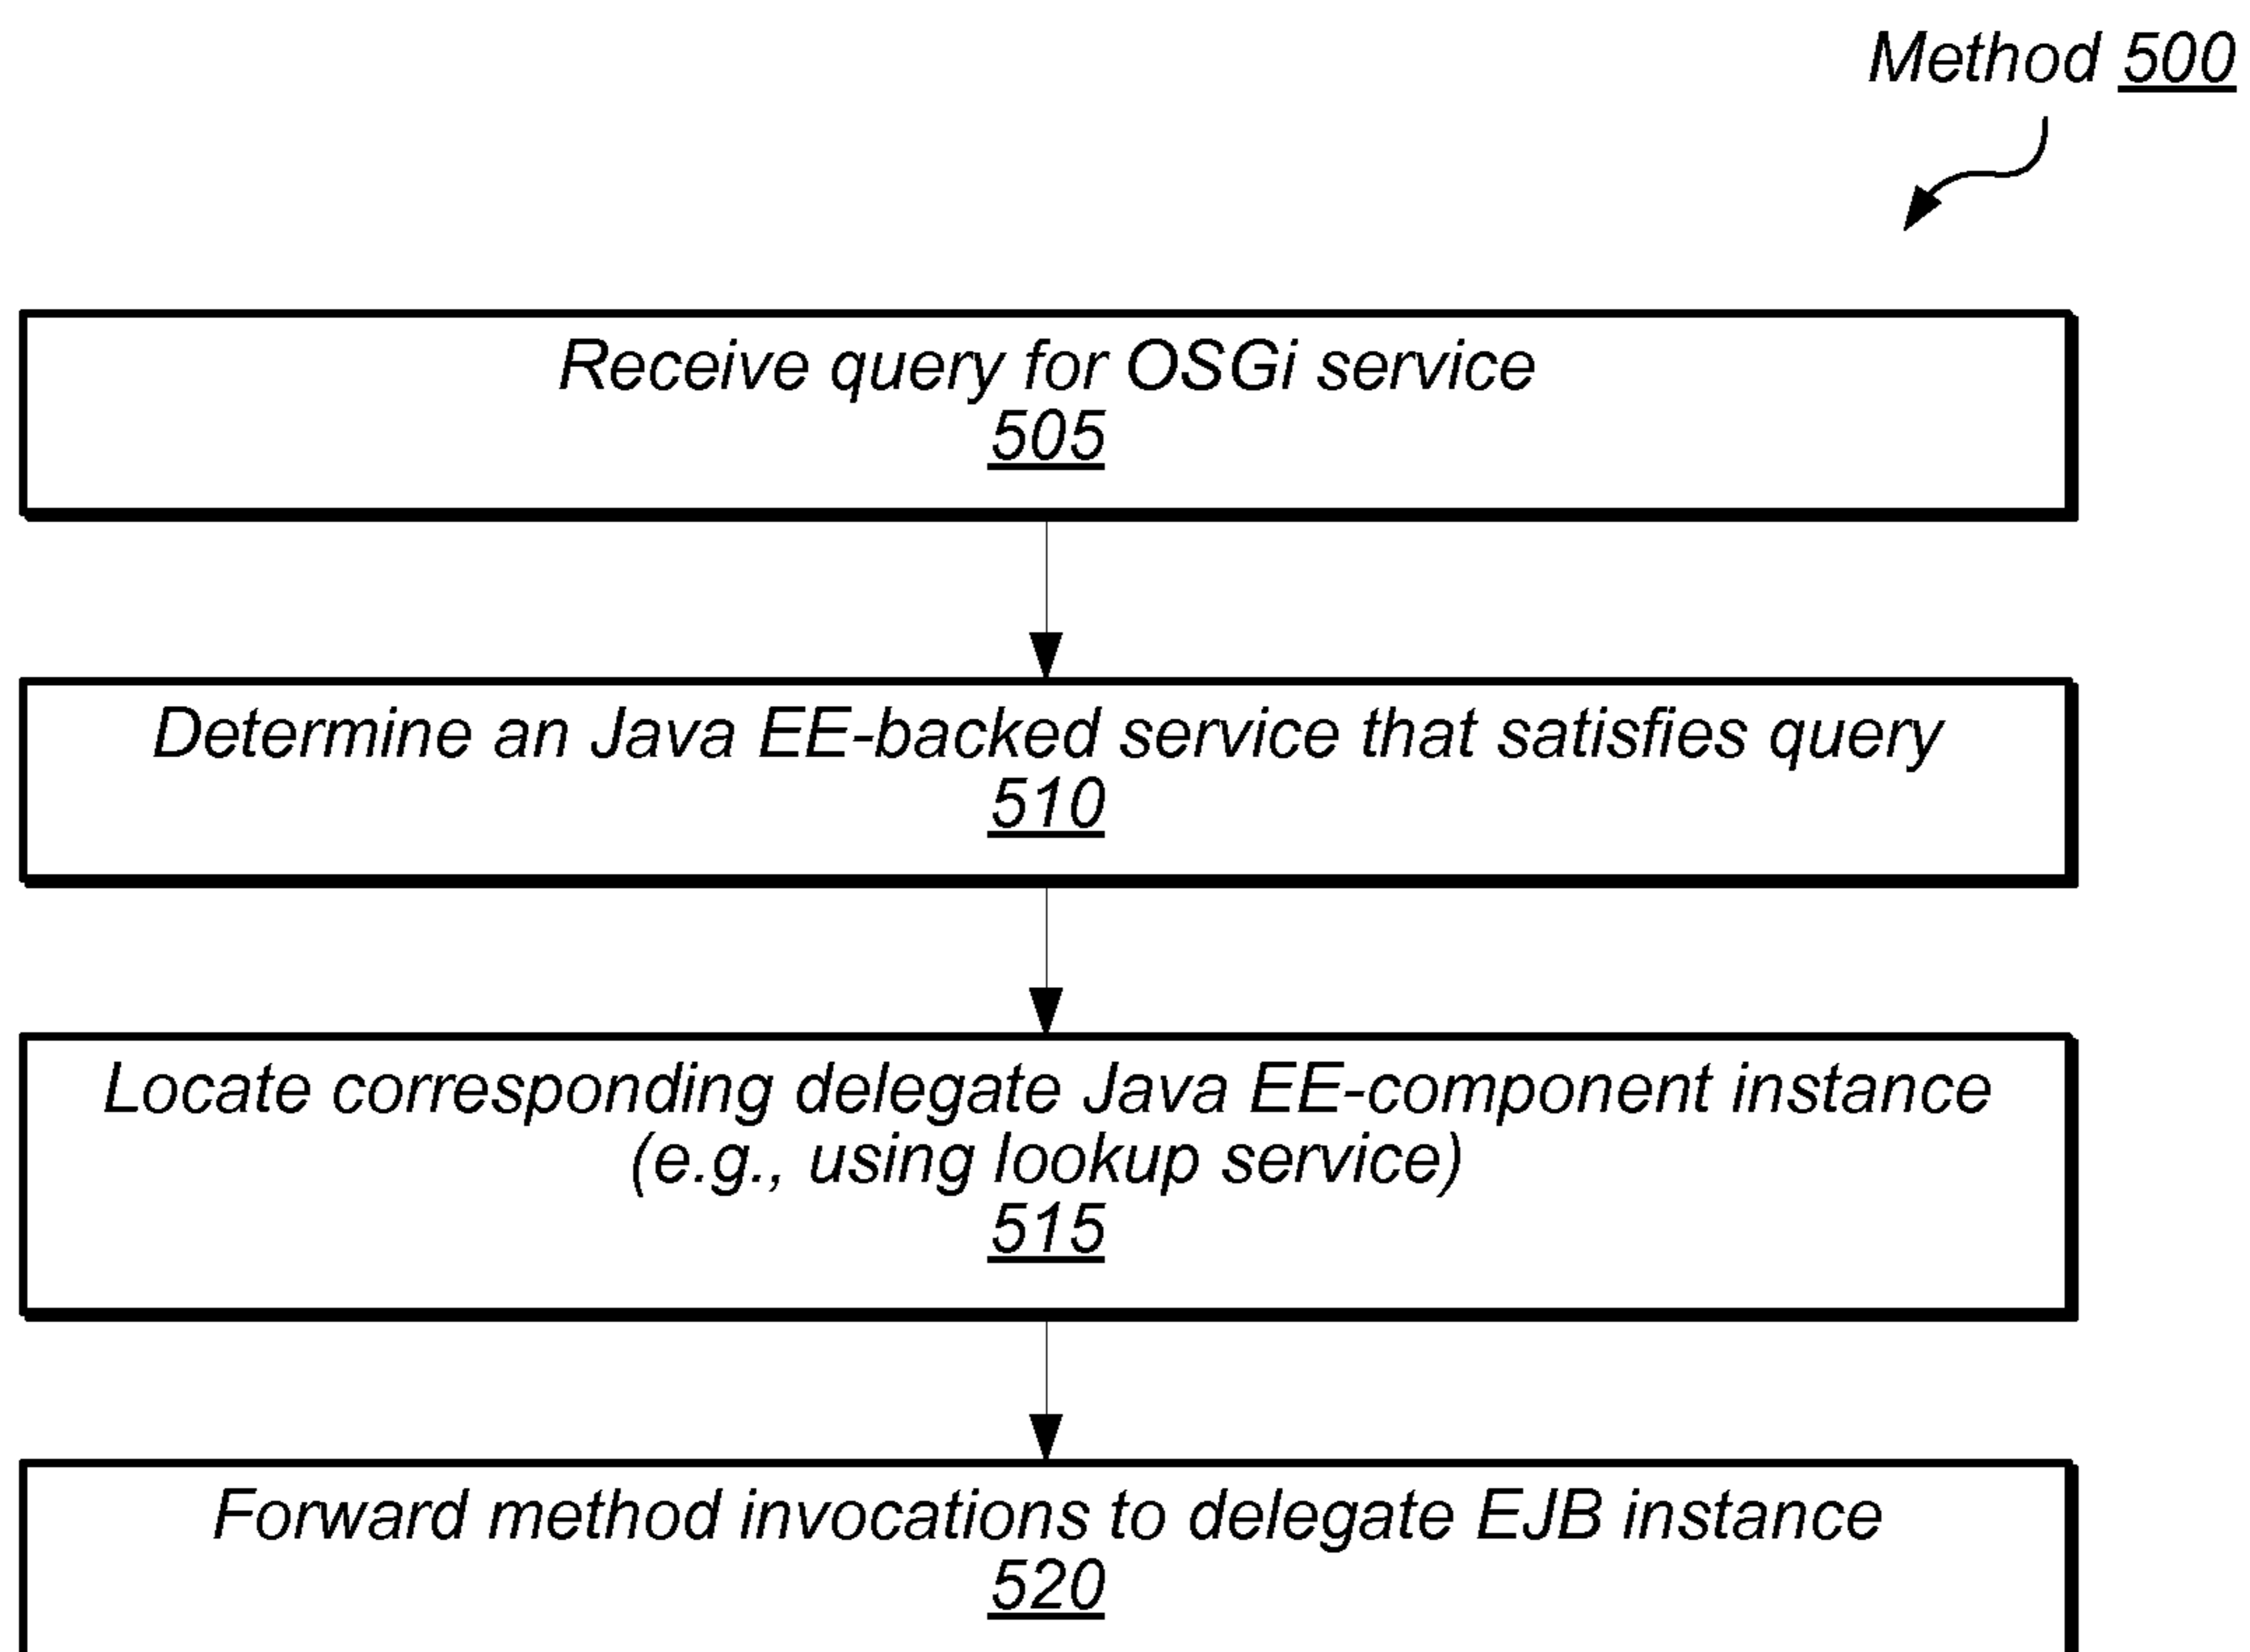 Method 500
Receive query for OSGi service
505
Determine an Java EE-backed service that satisfies query
510
Locate corresponding delegate Java EE-component instance
(e.g., using lookup service)
515
Forward method invocations to delegate EJB instance
520